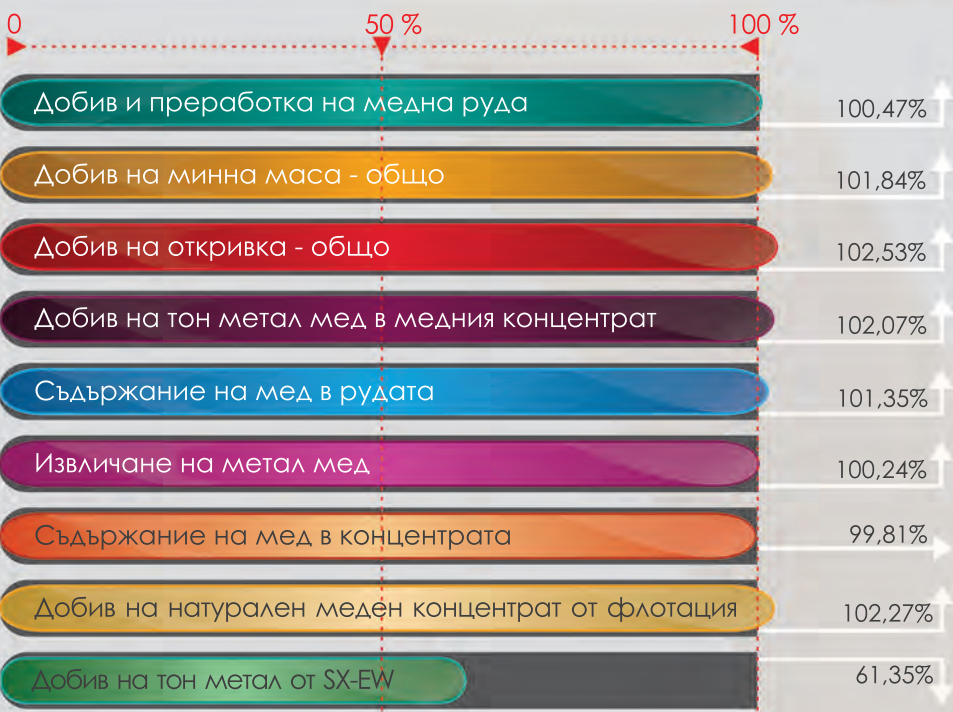 0 50 % 100 %
Добив и преработка на медна руда 100,47%
Добив на минна маса - общо 101,84%
Добив на откривка - общо 102,53%
Добив на тон метал мед в медния концентрат 102,07%
Съдържание на мед в рудата 101,35%
Извличане на метал мед 100,24%
Съдържание на мед в концентрата 99,81%
Добив на натурален меден концентрат от флотация 102,27%
Добив на тон метал от SX-EW 61,35%